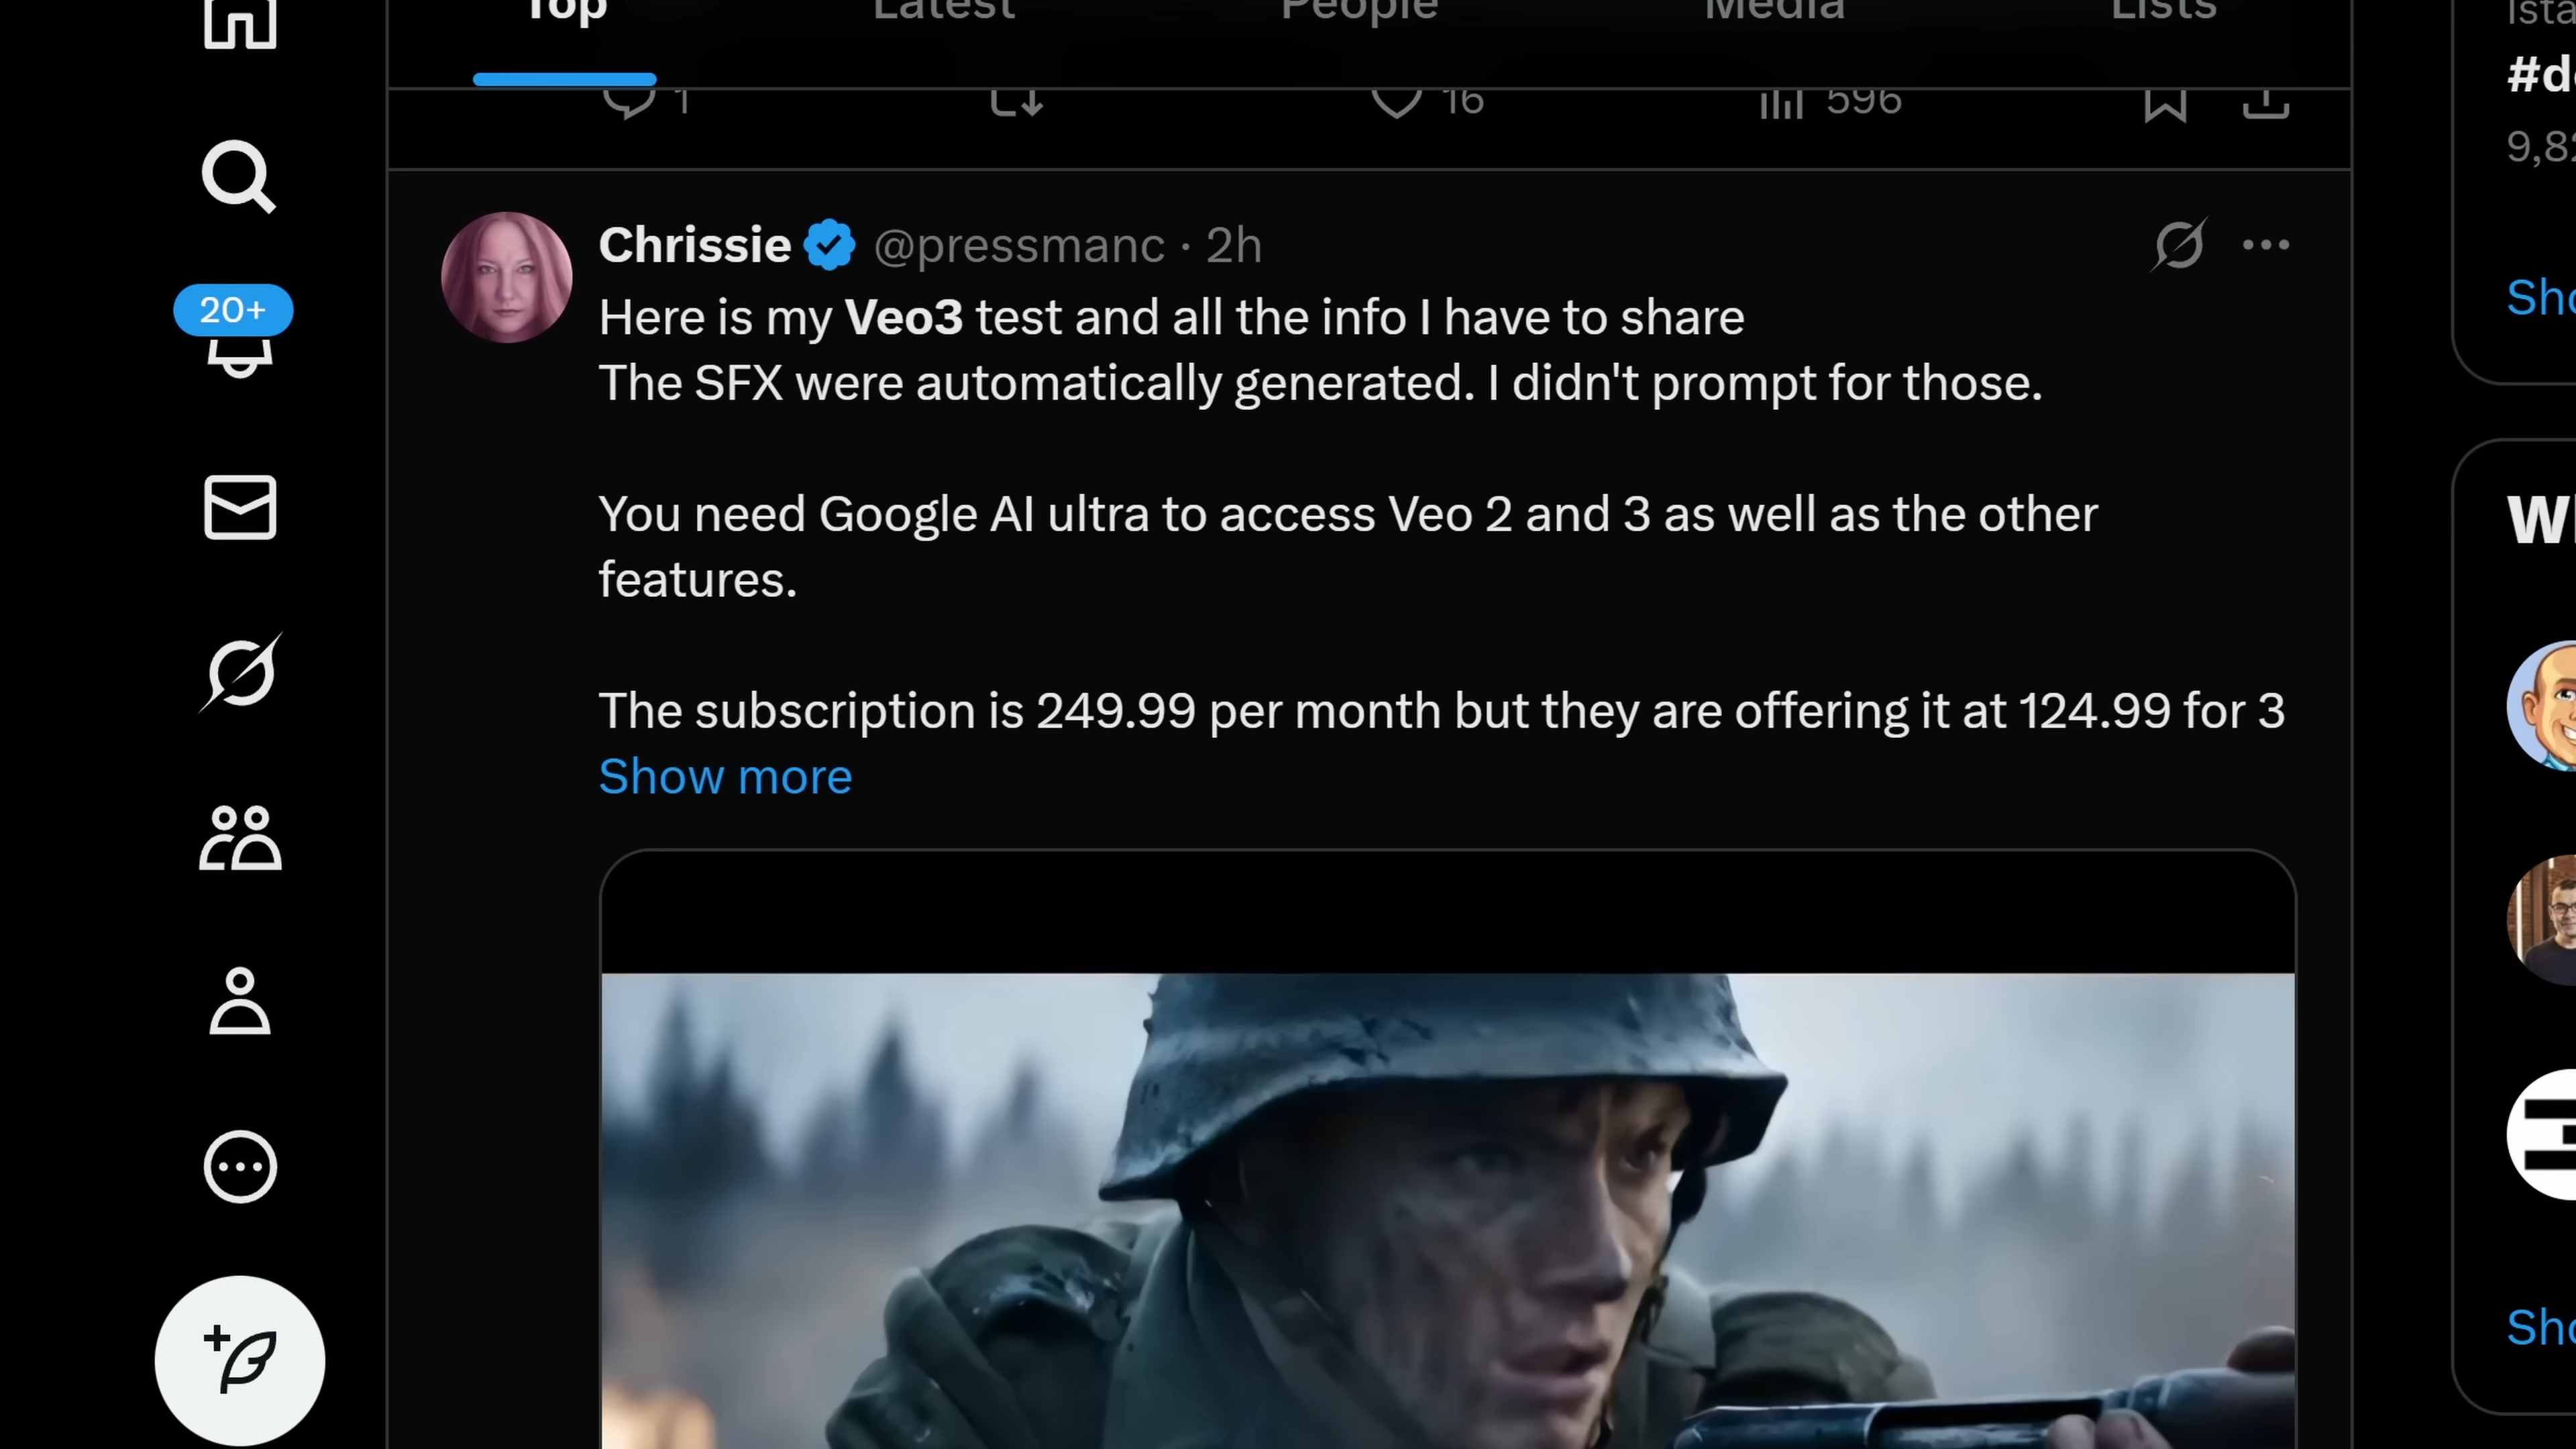 Top Latest People Media Lists
1 16 596
20+
Chrissie @pressmanc · 2h
Here is my Veo3 test and all the info I have to share
The SFX were automatically generated. I didn't prompt for those.
You need Google AI ultra to access Veo 2 and 3 as well as the other
features.
The subscription is 249.99 per month but they are offering it at 124.99 for 3
Show more